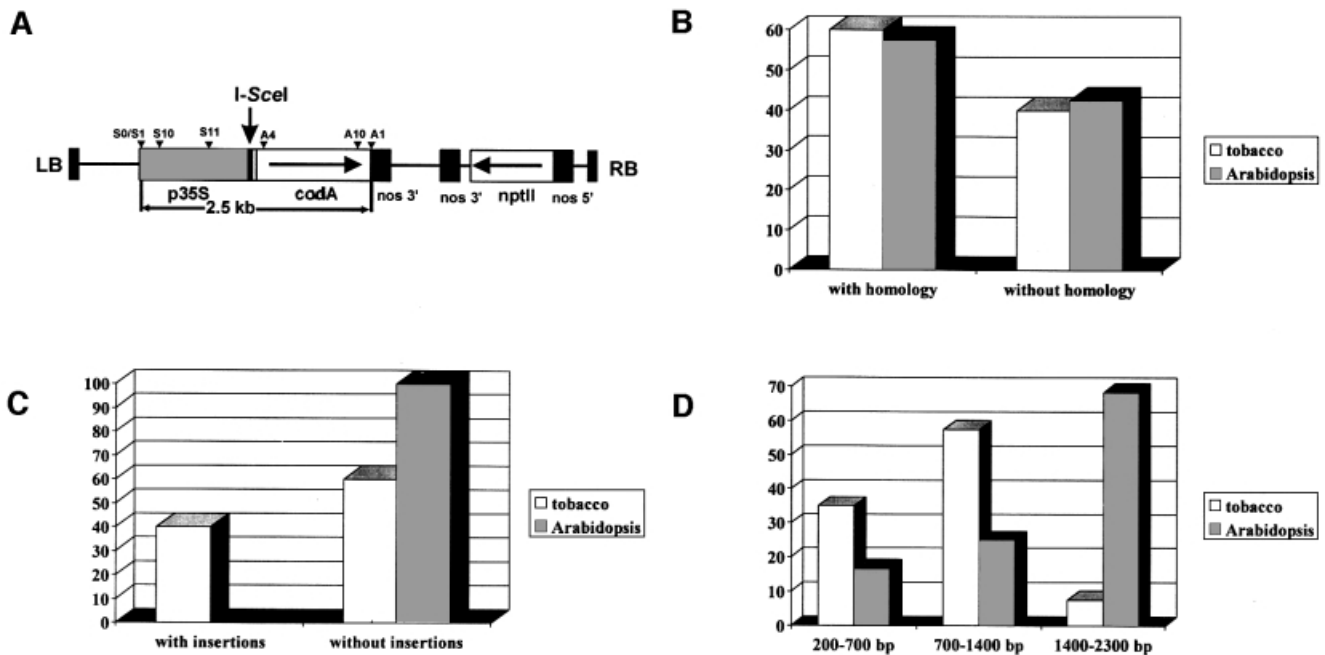 A
I-SceI
S0/S1 S10 S11 A4 A10 A1
LB
RB
p35S codA nos 3' nos 3' nptII nos 5'
2.5 kb
B
60
50
40
30
20
10
0
with homology without homology
tobacco
Arabidopsis
C
100
90
80
70
60
50
40
30
20
10
0
with insertions without insertions
tobacco
Arabidopsis
D
70
60
50
40
30
20
10
0
200-700 bp 700-1400 bp 1400-2300 bp
tobacco
Arabidopsis